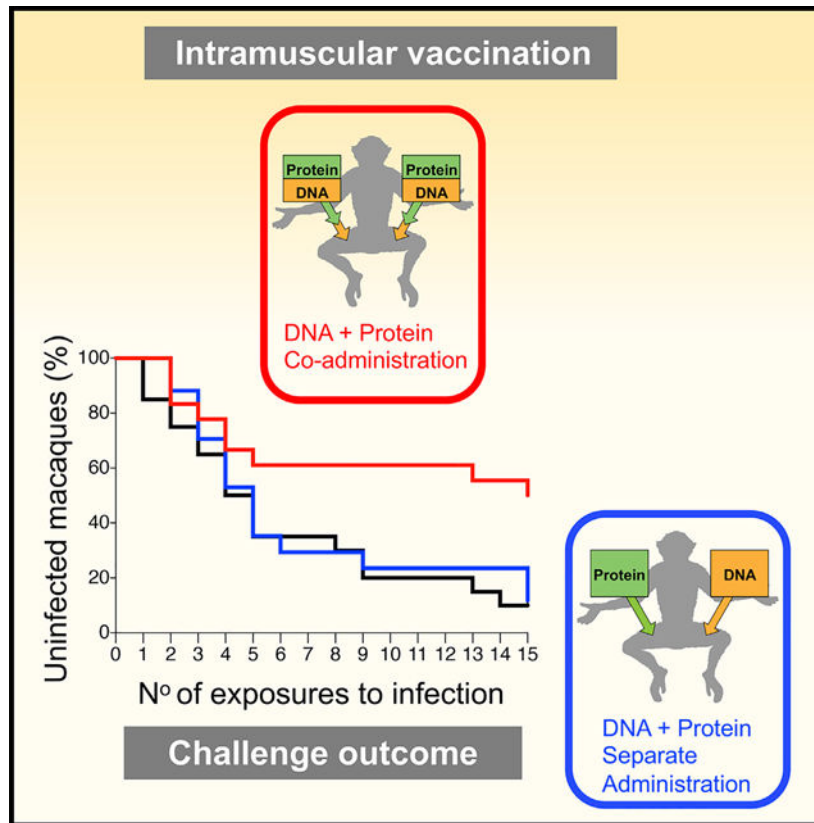 Intramuscular vaccination
Protein
DNA
Protein
DNA
DNA + Protein
Co-administration
Uninfected macaques (%)
100
80
60
40
20
0
0 1 2 3 4 5 6 7 8 9 10 11 12 13 14 15
Nº of exposures to infection
Challenge outcome
Protein
DNA
DNA + Protein
Separate
Administration